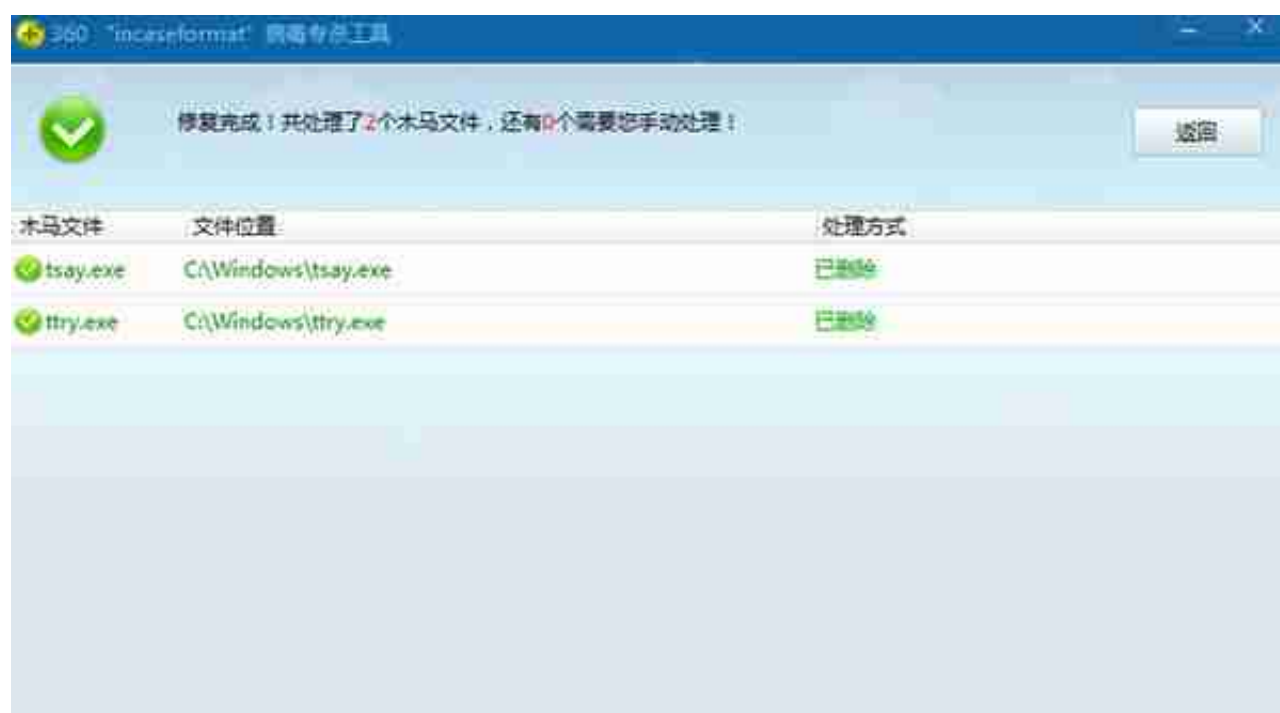 360 "incaseformat"病毒专杀工具
修复完成！共处理了2个木马文件，还有0个需要您手动处理！
返回
木马文件 文件位置 处理方式
tsay.exe C:\Windows\tsay.exe 已删除
ttry.exe C:\Windows\ttry.exe 已删除